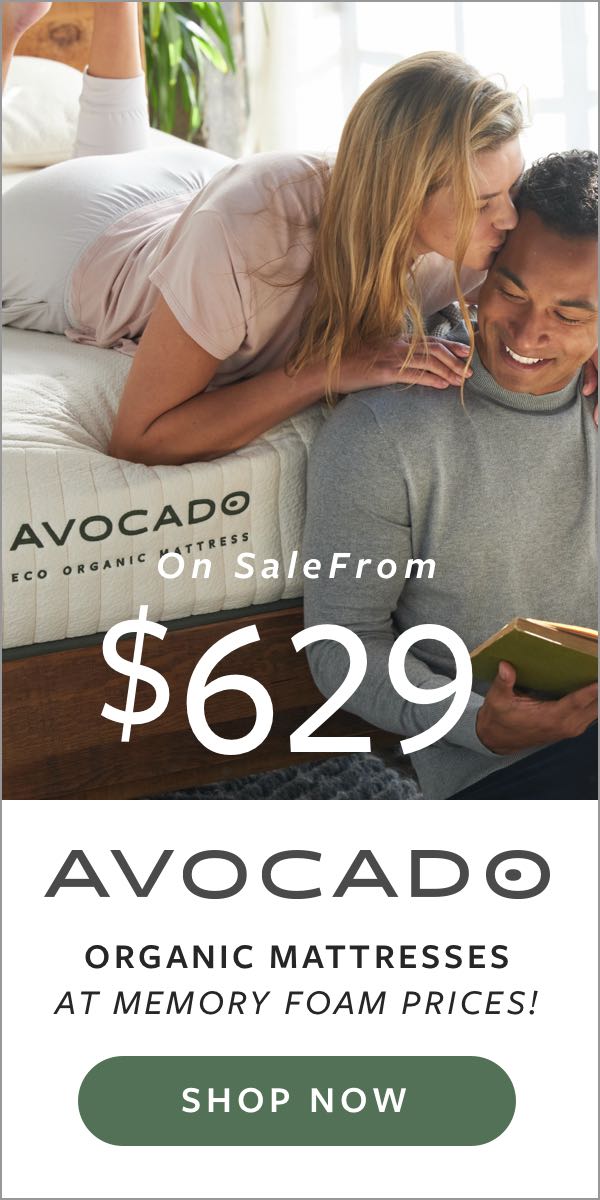 AVOCADO
ECO ORGANIC MATTRESS
On SaleFrom
$629
AVOCADO
ORGANIC MATTRESSES
AT MEMORY FOAM PRICES!
SHOP NOW